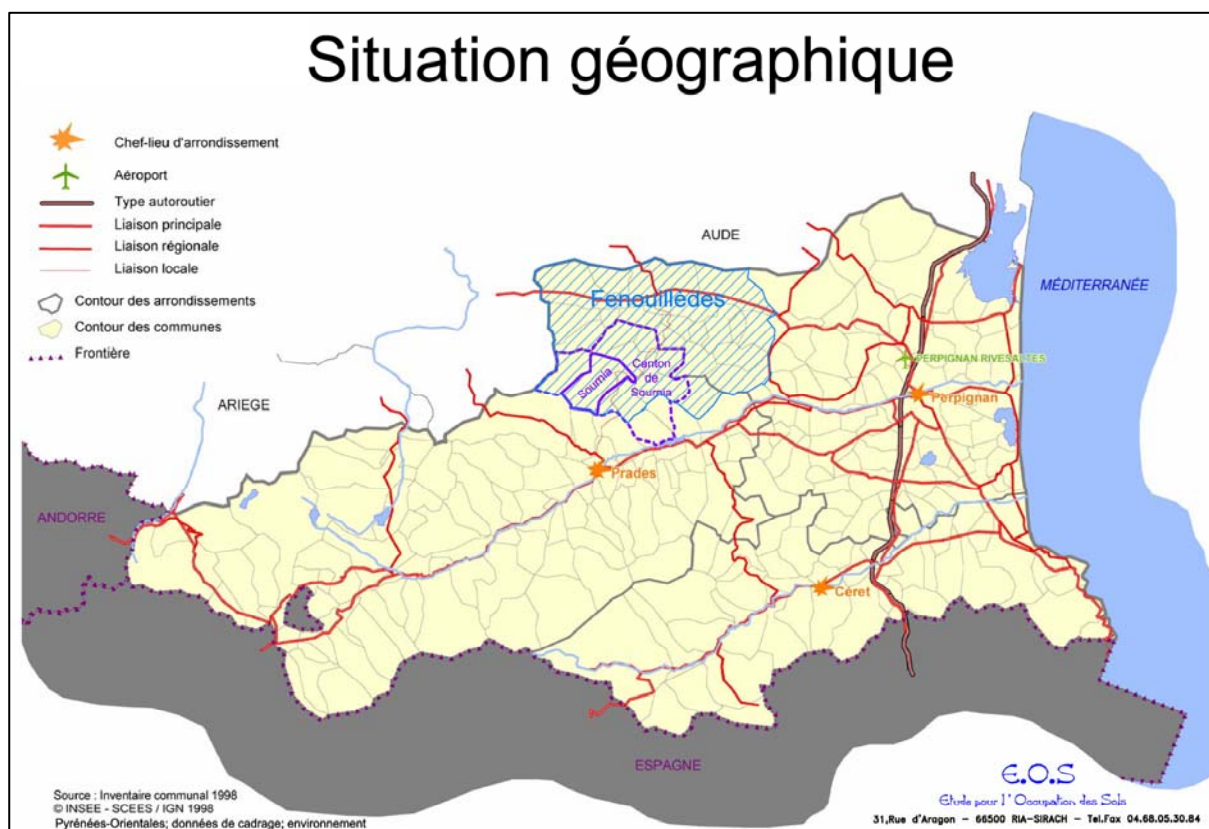 Situation géographique
Chef-lieu d'arrondissement
Aéroport
Type autoroutier
Liaison principale
Liaison régionale
Liaison locale
Contour des arrondissements
Contour des communes
Frontière
AUDE
MÉDITERRANÉE
Fenouillèdes
Sournia
Canton
de
Sournia
PERPIGNAN RIVESALTES
Perpignan
ARIEGE
Prades
ANDORRE
Céret
ESPAGNE
Source : Inventaire communal 1998
© INSEE - SCEES / IGN 1998
Pyrénées-Orientales; données de cadrage; environnement
E.O.S
Etude pour l'Occupation des Sols
31,Rue d'Aragon - 66500 RIA-SIRACH - Tel.Fax 04.68.05.30.84